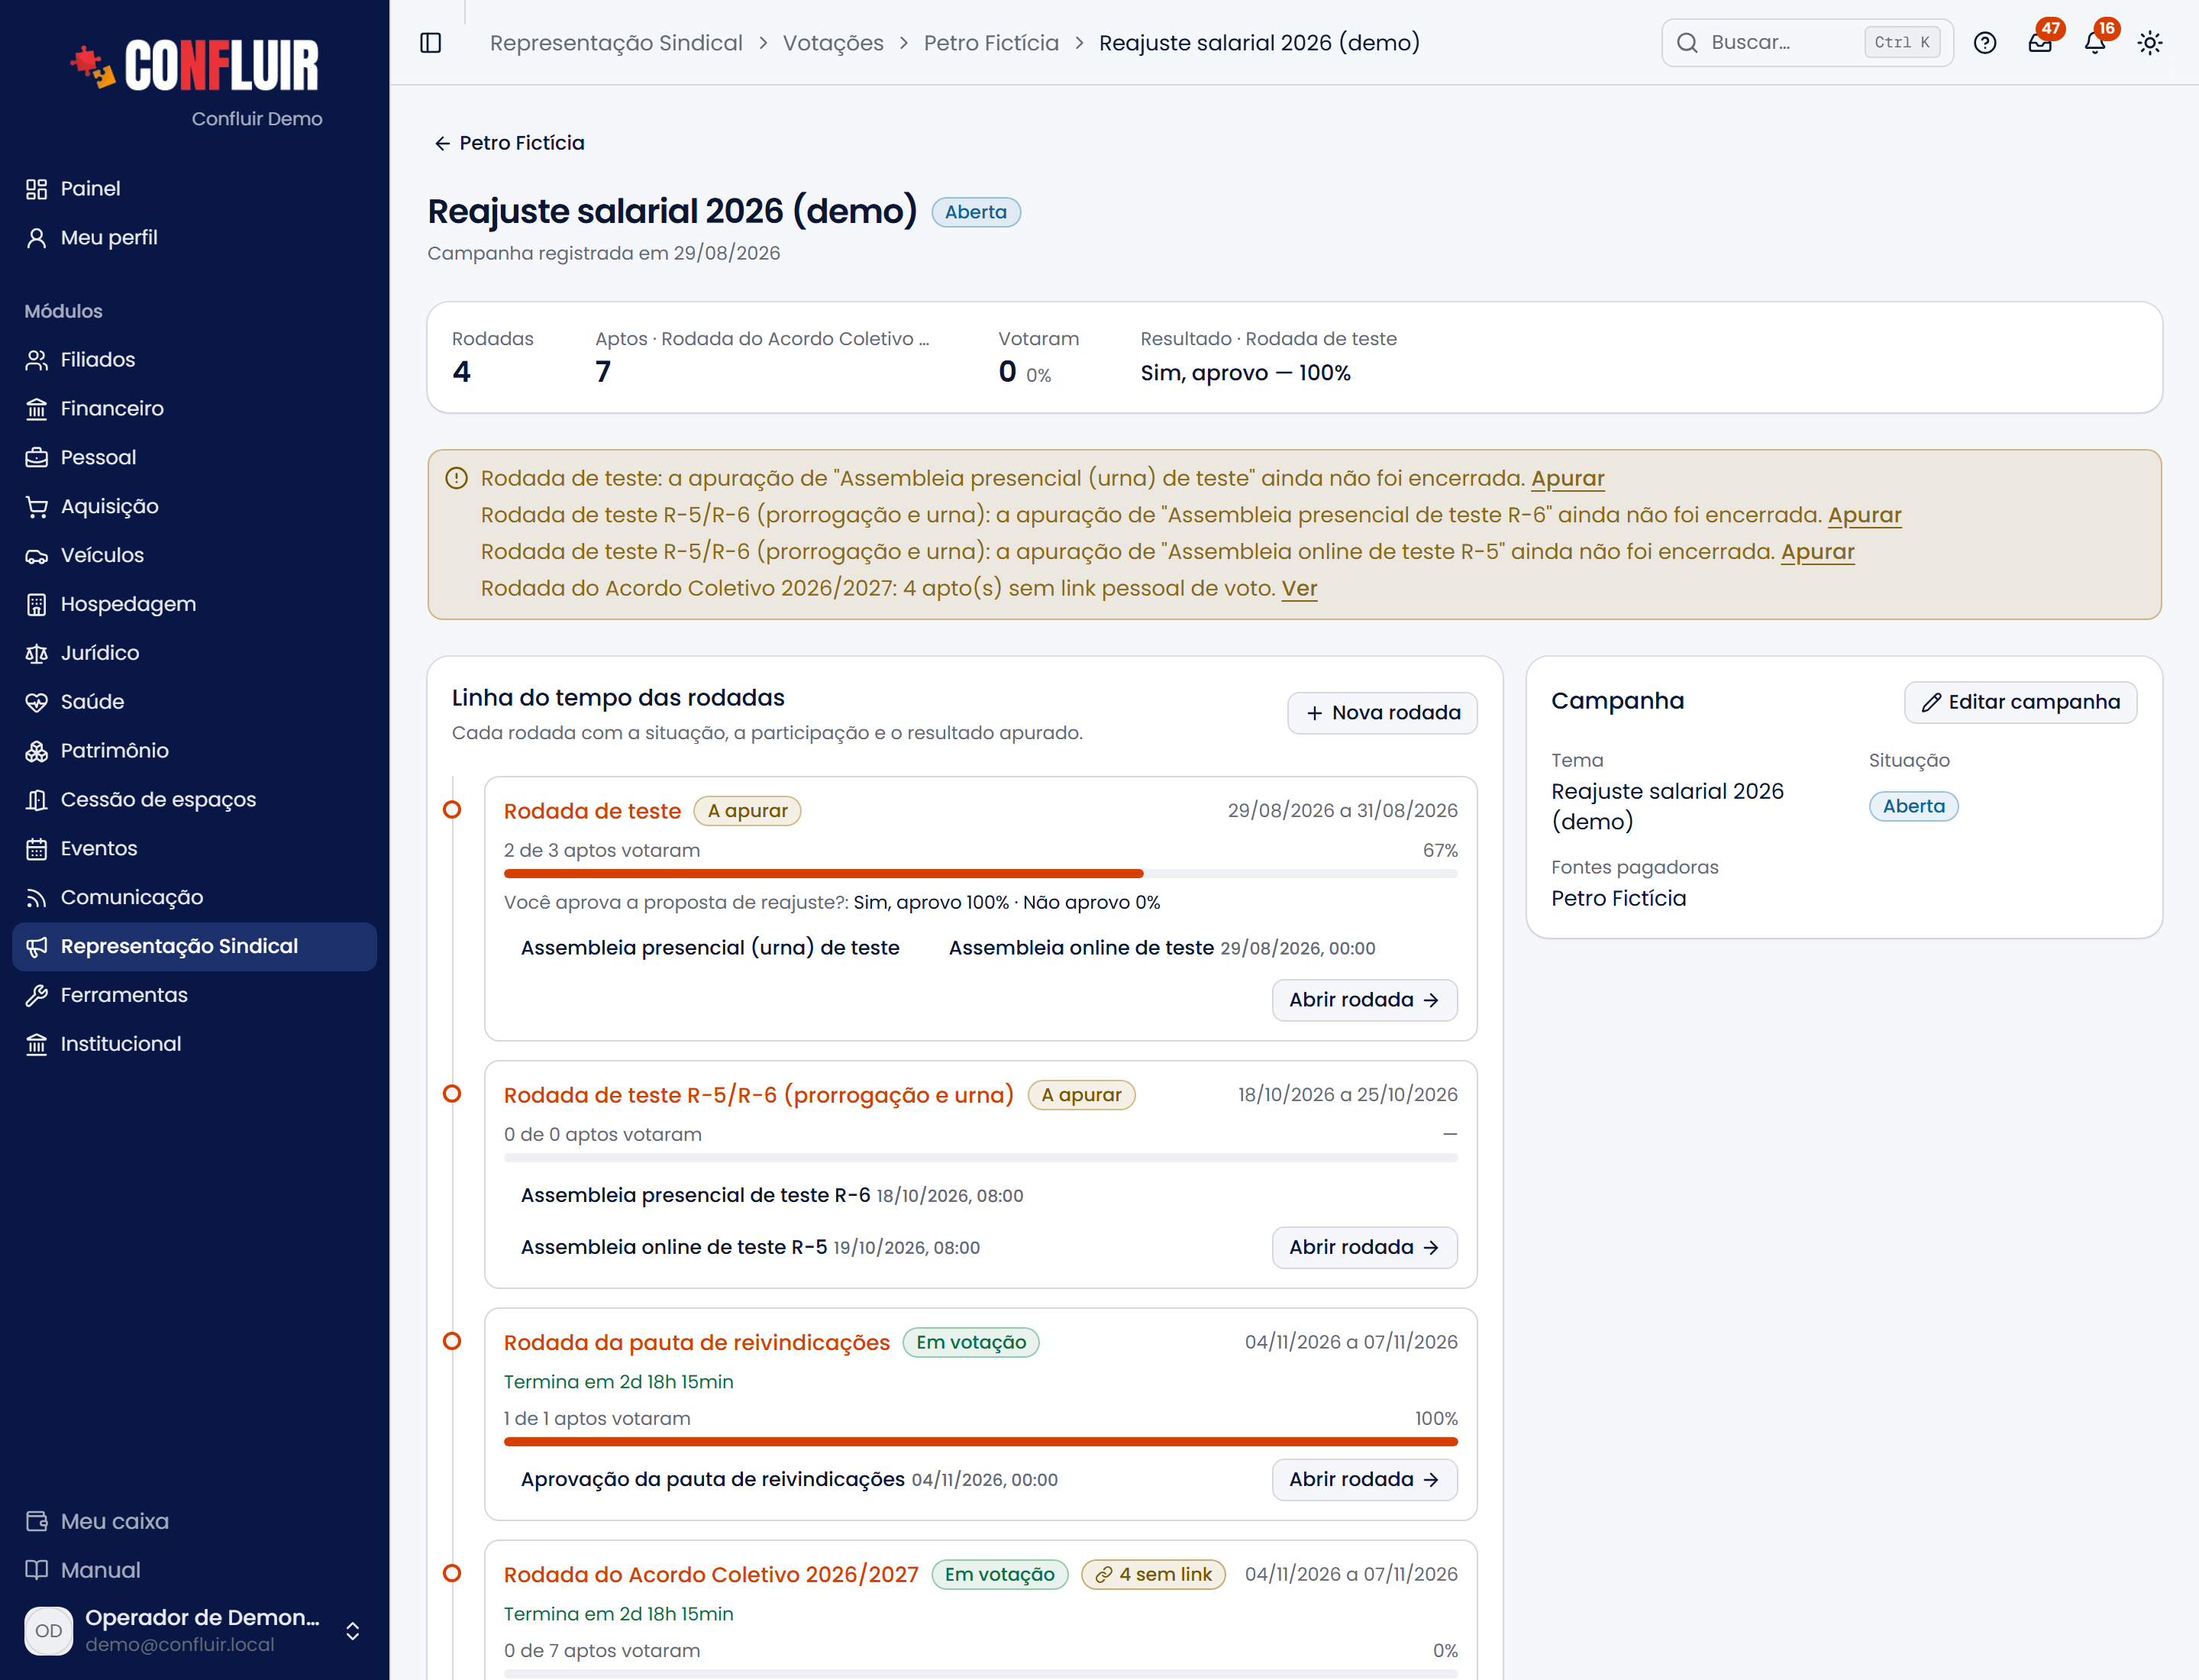 CONFLUIR
Confluir Demo
Painel
Meu perfil
Módulos
Filiados
Financeiro
Pessoal
Aquisição
Veículos
Hospedagem
Jurídico
Saúde
Patrimônio
Cessão de espaços
Eventos
Comunicação
Representação Sindical
Ferramentas
Institucional
Meu caixa
Manual
OD
Operador de Demon...
demo@confluir.local
Representação Sindical > Votações > Petro Fictícia > Reajuste salarial 2026 (demo)
Buscar... Ctrl K
47
16
← Petro Fictícia
Reajuste salarial 2026 (demo) Aberta
Campanha registrada em 29/08/2026
Rodadas
4
Aptos · Rodada do Acordo Coletivo ...
7
Votaram
0 0%
Resultado · Rodada de teste
Sim, aprovo — 100%
Rodada de teste: a apuração de "Assembleia presencial (urna) de teste" ainda não foi encerrada. Apurar
Rodada de teste R-5/R-6 (prorrogação e urna): a apuração de "Assembleia presencial de teste R-6" ainda não foi encerrada. Apurar
Rodada de teste R-5/R-6 (prorrogação e urna): a apuração de "Assembleia online de teste R-5" ainda não foi encerrada. Apurar
Rodada do Acordo Coletivo 2026/2027: 4 apto(s) sem link pessoal de voto. Ver
Linha do tempo das rodadas
Cada rodada com a situação, a participação e o resultado apurado.
+ Nova rodada
Rodada de teste A apurar 29/08/2026 a 31/08/2026
2 de 3 aptos votaram 67%
Você aprova a proposta de reajuste?: Sim, aprovo 100% · Não aprovo 0%
Assembleia presencial (urna) de teste Assembleia online de teste 29/08/2026, 00:00
Abrir rodada →
Rodada de teste R-5/R-6 (prorrogação e urna) A apurar 18/10/2026 a 25/10/2026
0 de 0 aptos votaram —
Assembleia presencial de teste R-6 18/10/2026, 08:00
Assembleia online de teste R-5 19/10/2026, 08:00 Abrir rodada →
Rodada da pauta de reivindicações Em votação 04/11/2026 a 07/11/2026
Termina em 2d 18h 15min
1 de 1 aptos votaram 100%
Aprovação da pauta de reivindicações 04/11/2026, 00:00 Abrir rodada →
Rodada do Acordo Coletivo 2026/2027 Em votação 4 sem link 04/11/2026 a 07/11/2026
Termina em 2d 18h 15min
0 de 7 aptos votaram 0%
Campanha
Editar campanha
Tema
Reajuste salarial 2026
(demo)
Situação
Aberta
Fontes pagadoras
Petro Fictícia